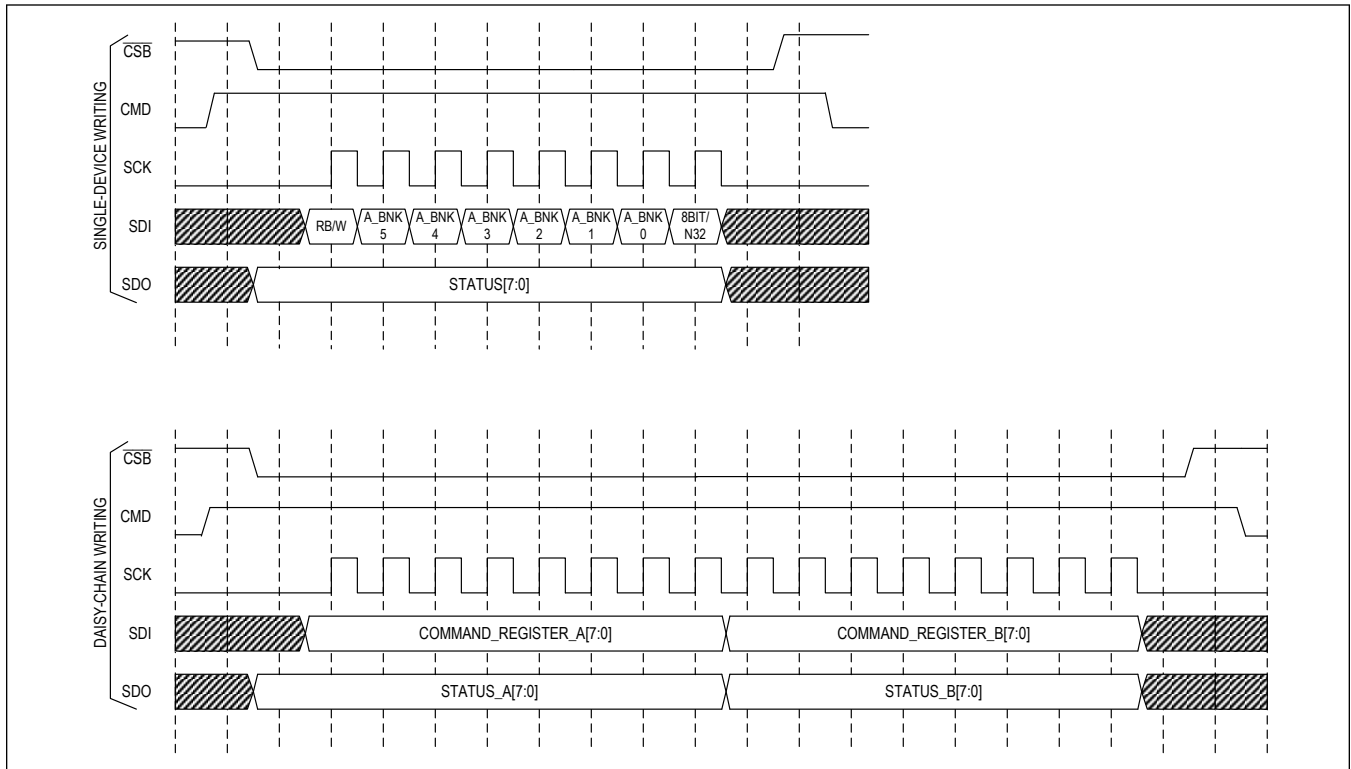 SINGLE-DEVICE WRITING
CSB
CMD
SCK
SDI
RB/W
A_BNK
5
A_BNK
4
A_BNK
3
A_BNK
2
A_BNK
1
A_BNK
0
8BIT/
N32
SDO
STATUS[7:0]
DAISY-CHAIN WRITING
CSB
CMD
SCK
SDI
COMMAND_REGISTER_A[7:0]
COMMAND_REGISTER_B[7:0]
SDO
STATUS_A[7:0]
STATUS_B[7:0]